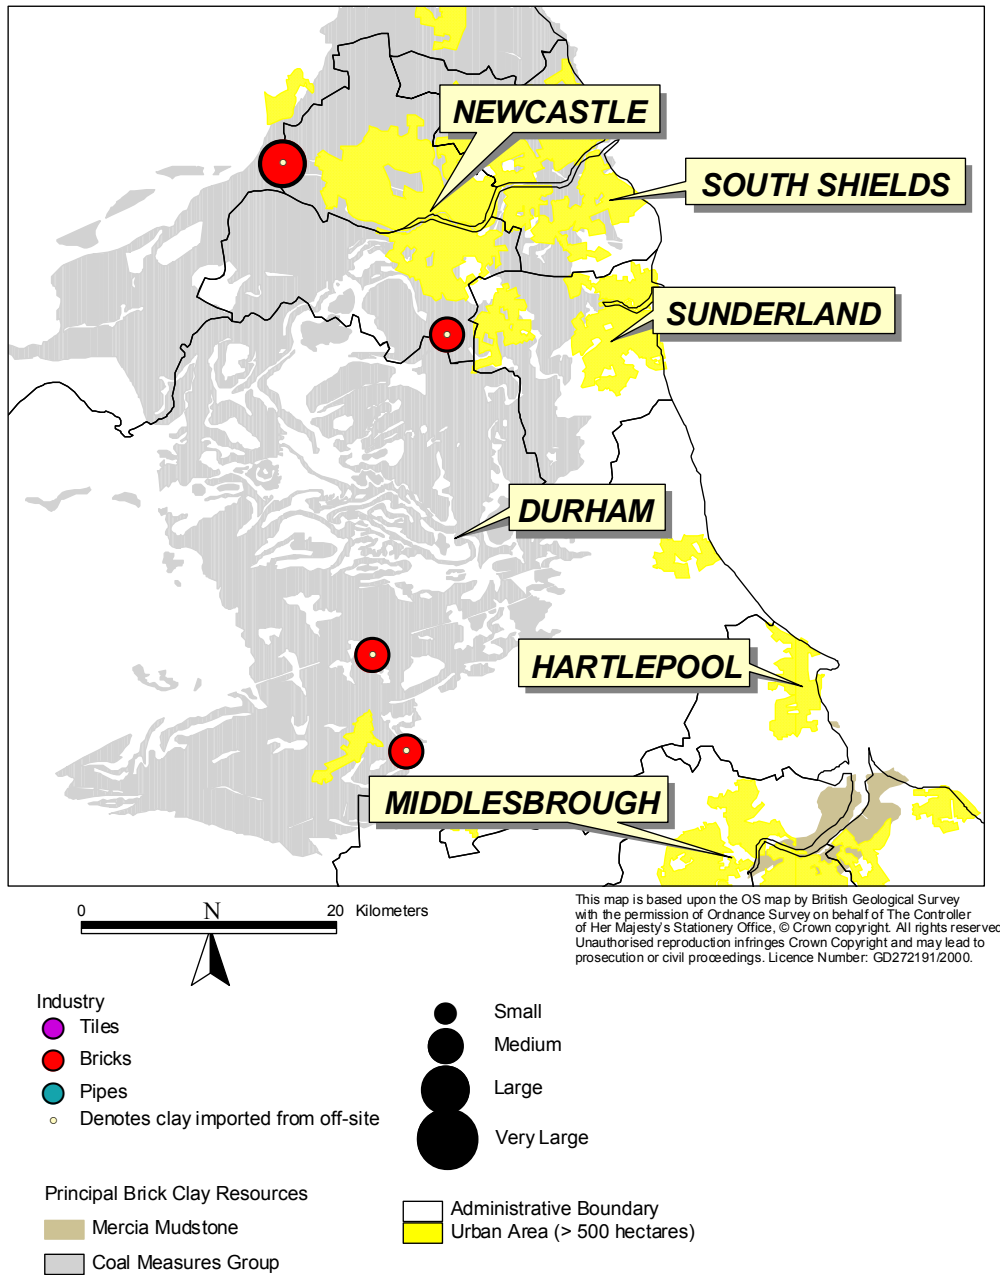 NEWCASTLE
SOUTH SHIELDS
SUNDERLAND
DURHAM
HARTLEPOOL
MIDDLESBROUGH
0 N 20 Kilometers
This map is based upon the OS map by British Geological Survey
with the permission of Ordnance Survey on behalf of The Controller
of Her Majesty's Stationery Office, © Crown copyright. All rights reserved
Unauthorised reproduction infringes Crown Copyright and may lead to
prosecution or civil proceedings. Licence Number: GD272191/2000.
Industry
Tiles
Bricks
Pipes
Denotes clay imported from off-site
Small
Medium
Large
Very Large
Principal Brick Clay Resources
Mercia Mudstone
Coal Measures Group
Administrative Boundary
Urban Area (> 500 hectares)